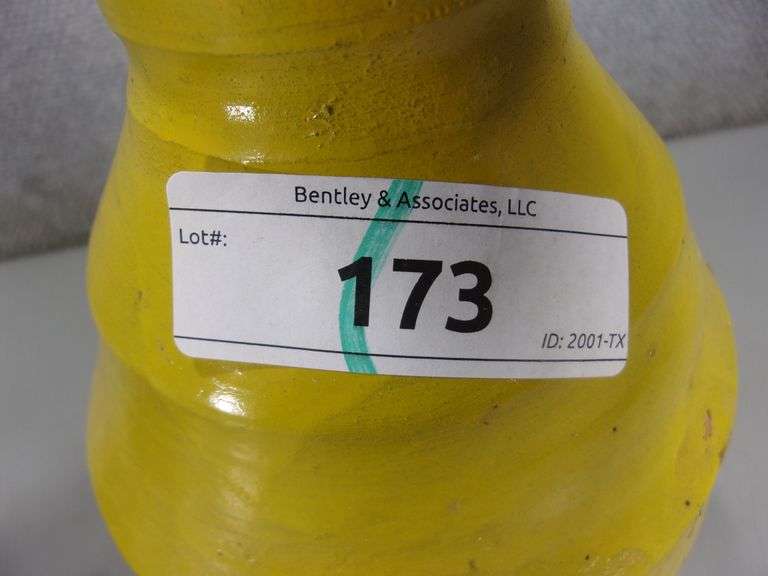 Bentley & Associates, LLC
Lot#:
173
ID: 2001-TX